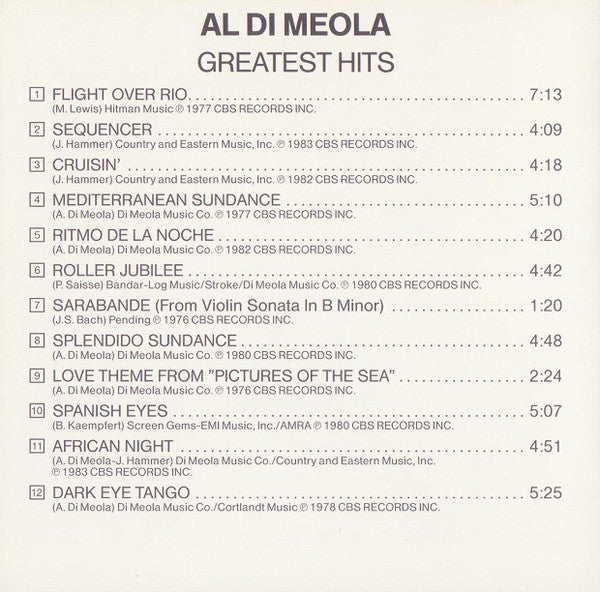 AL DI MEOLA
GREATEST HITS
1 FLIGHT OVER RIO................................................ 7:13
(M. Lewis) Hitman Music ℗ 1977 CBS RECORDS INC.
2 SEQUENCER ................................................ 4:09
(J. Hammer) Country and Eastern Music, Inc. ℗ 1983 CBS RECORDS INC.
3 CRUISIN' ................................................ 4:18
(J. Hammer) Country and Eastern Music, Inc. ℗ 1982 CBS RECORDS INC.
4 MEDITERRANEAN SUNDANCE ................................ 5:10
(A. Di Meola) Di Meola Music Co. ℗ 1977 CBS RECORDS INC.
5 RITMO DE LA NOCHE ........................................ 4:20
(A. Di Meola) Di Meola Music Co. ℗ 1982 CBS RECORDS INC.
6 ROLLER JUBILEE ............................................ 4:42
(P. Saisse) Bandar-Log Music/Stroke/Di Meola Music Co. ℗ 1980 CBS RECORDS INC.
7 SARABANDE (From Violin Sonata In B Minor) ................. 1:20
(J.S. Bach) Pending ℗ 1976 CBS RECORDS INC.
8 SPLENDIDO SUNDANCE ..................................... 4:48
(A. Di Meola) Di Meola Music Co. ℗ 1980 CBS RECORDS INC.
9 LOVE THEME FROM ”PICTURES OF THE SEA” ................ 2:24
(A. Di Meola) Di Meola Music Co. ℗ 1976 CBS RECORDS INC.
10 SPANISH EYES ............................................ 5:07
(B. Kaempfert) Screen Gems-EMI Music, Inc./AMRA ℗ 1980 CBS RECORDS INC.
11 AFRICAN NIGHT ........................................... 4:51
(A. Di Meola-J. Hammer) Di Meola Music Co./Country and Eastern Music, Inc.
℗ 1983 CBS RECORDS INC.
12 DARK EYE TANGO ......................................... 5:25
(A. Di Meola) Di Meola Music Co./Cortlandt Music ℗ 1978 CBS RECORDS INC.